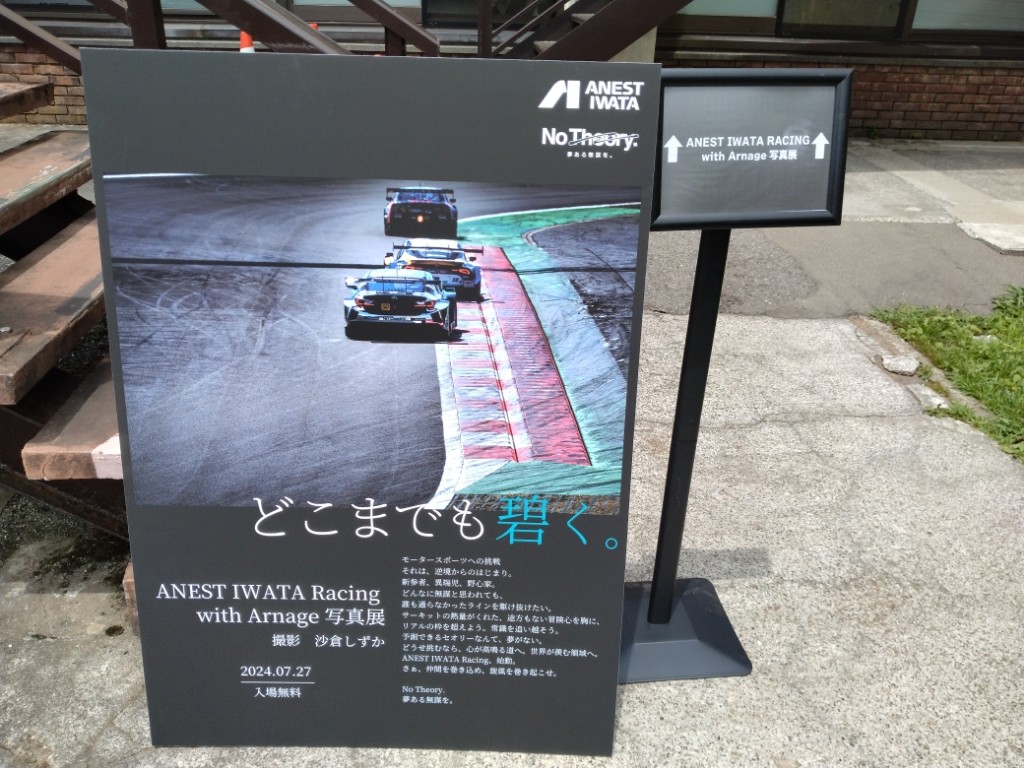 ANEST
IWATA
No Theory.
夢ある無謀を。
どこまでも碧く。
ANEST IWATA Racing
with Arnage 写真展
撮影 沙倉しずか
2024.07.27
入場無料
モータースポーツへの挑戦
それは、逆境からのはじまり。
新参者、異端児、野心家。
どんなに無謀と思われても、
誰も通らなかったラインを駆け抜けたい。
サーキットの熱量がくれた、途方もない冒険心を胸に、
リアルの枠を超えよう、常識を追い越そう。
予測できるセオリーなんて、夢がない。
どうせ挑むなら、心が高鳴る道へ。世界が羨む領域へ。
ANEST IWATA Racing、始動。
さぁ、仲間を巻き込め、旋風を巻き起こせ。
No Theory.
夢ある無謀を。
ANEST IWATA RACING
with Arnage 写真展